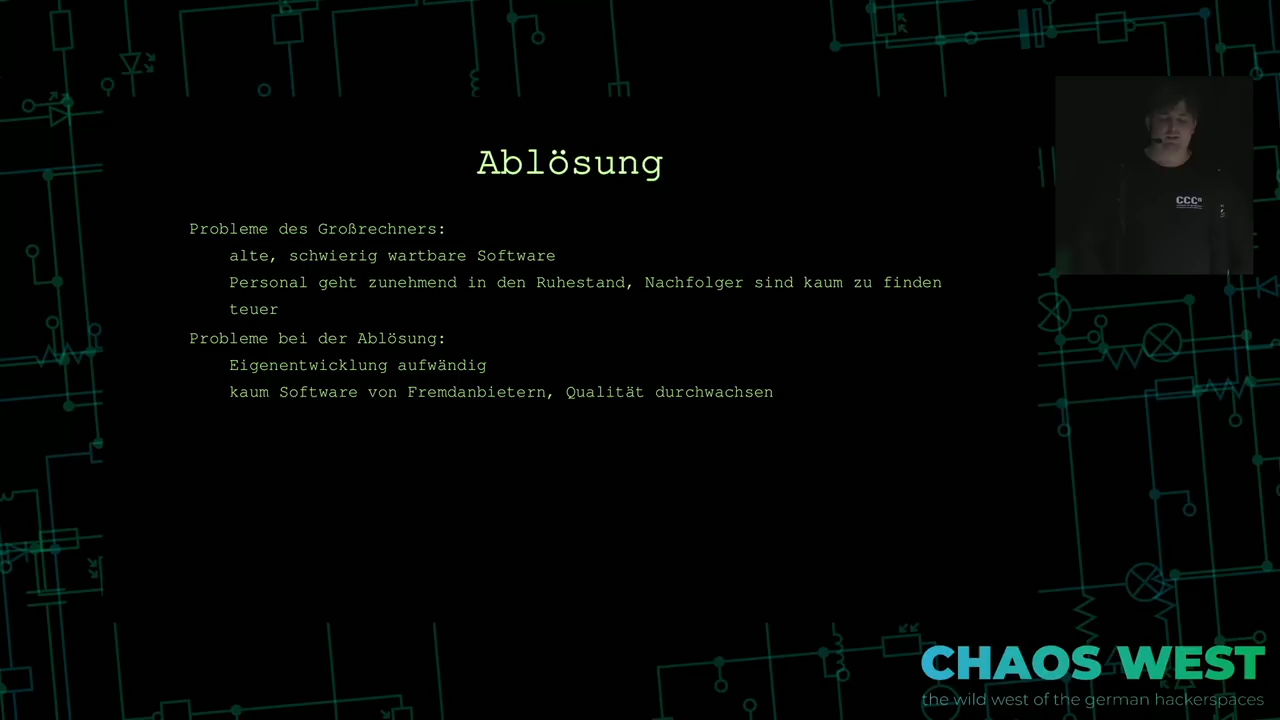 Ablösung
Probleme des Großrechners:
alte, schwierig wartbare Software
Personal geht zunehmend in den Ruhestand, Nachfolger sind kaum zu finden
teuer
Probleme bei der Ablösung:
Eigenentwicklung aufwändig
kaum Software von Fremdanbietern, Qualität durchwachsen
CCC
CHAOS WEST
the wild west of the german hackerspaces